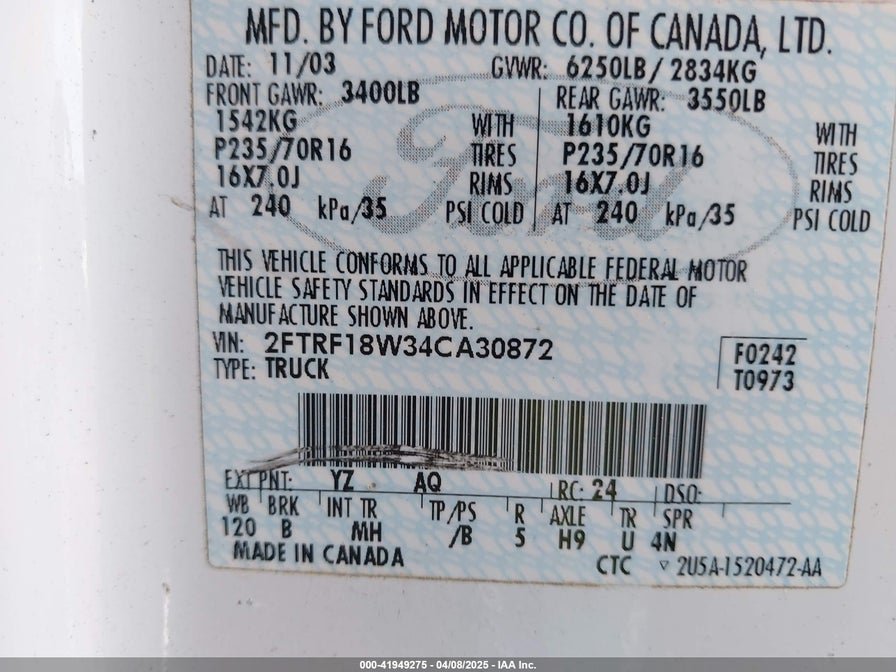 MFD. BY FORD MOTOR CO. OF CANADA, LTD.
DATE: 11/03 GVWR: 6250LB/ 2834KG
FRONT GAWR: 3400LB REAR GAWR: 3550LB
1542KG WITH 1610KG WITH
P235/70R16 TIRES P235/70R16 TIRES
16X7.0J RIMS 16X7.0J RIMS
AT 240 kPa/35 PSI COLD AT 240 kPa/35 PSI COLD
Ford
THIS VEHICLE CONFORMS TO ALL APPLICABLE FEDERAL MOTOR
VEHICLE SAFETY STANDARDS IN EFFECT ON THE DATE OF
MANUFACTURE SHOWN ABOVE.
VIN: 2FTRF18W34CA30872 F0242
TYPE: TRUCK T0973
EXT PNT: YZ AQ RC: 24 DSO:
WB BRK INT TR TP/PS R AXLE TR SPR
120 B MH /B 5 H9 U 4N
MADE IN CANADA CTC ▽ 2U5A-1520472-AA
000-41949275 - 04/08/2025 - IAA Inc.